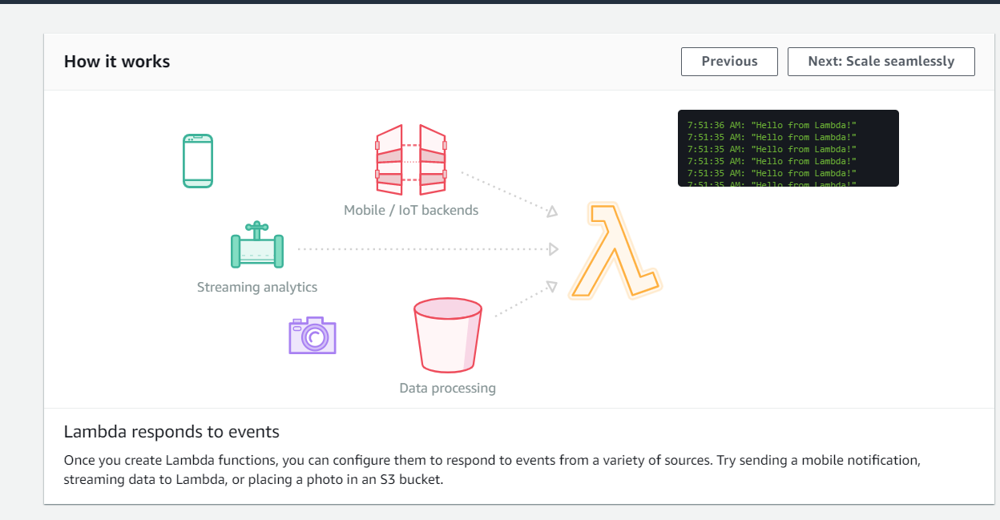 How it works
Previous
Next: Scale seamlessly
7:51:36 AM: "Hello from Lambda!"
7:51:35 AM: "Hello from Lambda!"
7:51:35 AM: "Hello from Lambda!"
7:51:35 AM: "Hello from Lambda!"
7:51:35 AM: "Hello from Lambda!"
7:51:35 AM: "Hello from Lambda!"
Mobile / IoT backends
Streaming analytics
Data processing
Lambda responds to events
Once you create Lambda functions, you can configure them to respond to events from a variety of sources. Try sending a mobile notification,
streaming data to Lambda, or placing a photo in an S3 bucket.